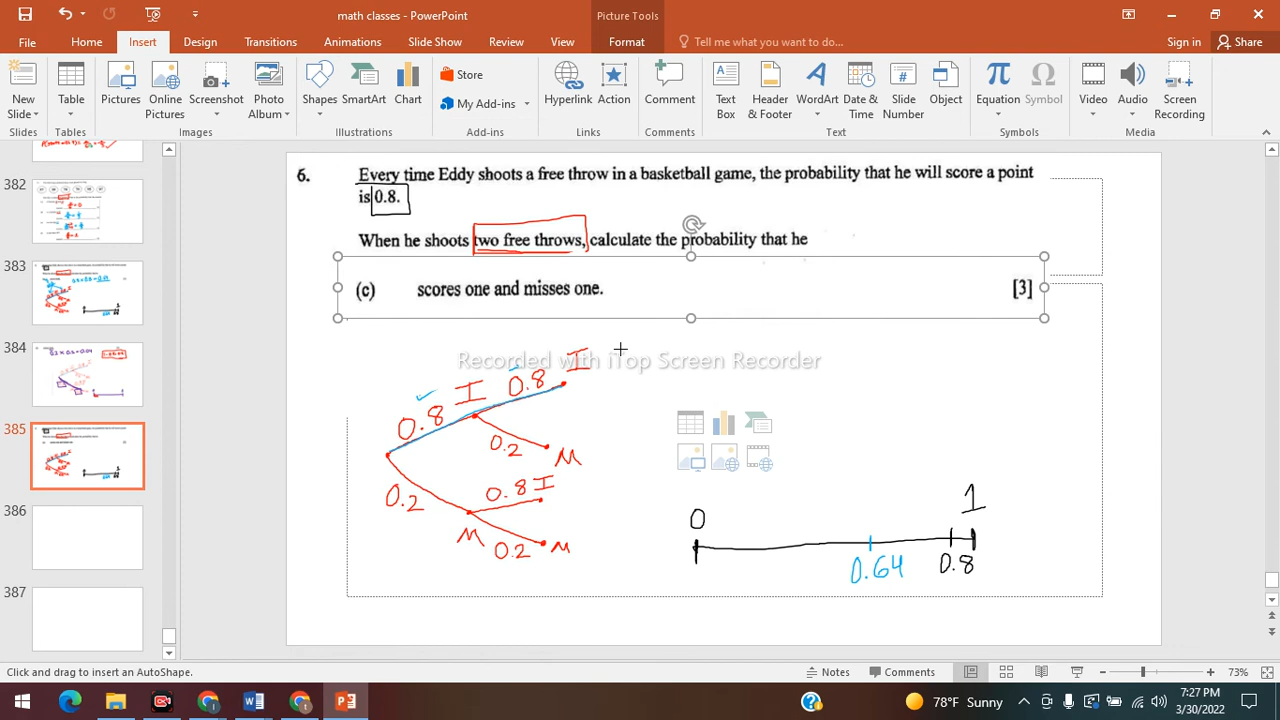 math classes - PowerPoint
Picture Tools
File
Home
Insert
Design
Transitions
Animations
Slide Show
Review
View
Format
Tell me what you want to do...
Sign in
Share
New Slide
Table
Pictures
Online Pictures
Screenshot
Photo Album
Shapes
SmartArt
Chart
Store
My Add-ins
Hyperlink
Action
Comment
Text Box
Header & Footer
WordArt
Date & Time
Slide Number
Object
Equation
Symbol
Video
Audio
Screen Recording
Slides
Tables
Images
Illustrations
Add-ins
Links
Comments
Text
Symbols
Media
382
383
384
385
386
387
6.
Every time Eddy shoots a free throw in a basketball game, the probability that he will score a point
is 0.8.
When he shoots two free throws, calculate the probability that he
(c) scores one and misses one. [3]
Recorded with iTop Screen Recorder
0.8 I 0.8 I
0.2 M
0.2 M 0.8 I
0.2 M
0 1
0.64 0.8
Click and drag to insert an AutoShape.
Notes
Comments
73%
78°F Sunny
7:27 PM
3/30/2022